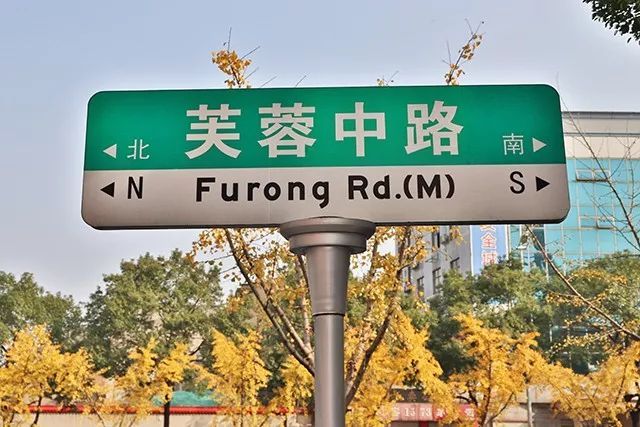 ◄ 北 芙蓉中路 南 ►
◄ N Furong Rd.(M) S ►